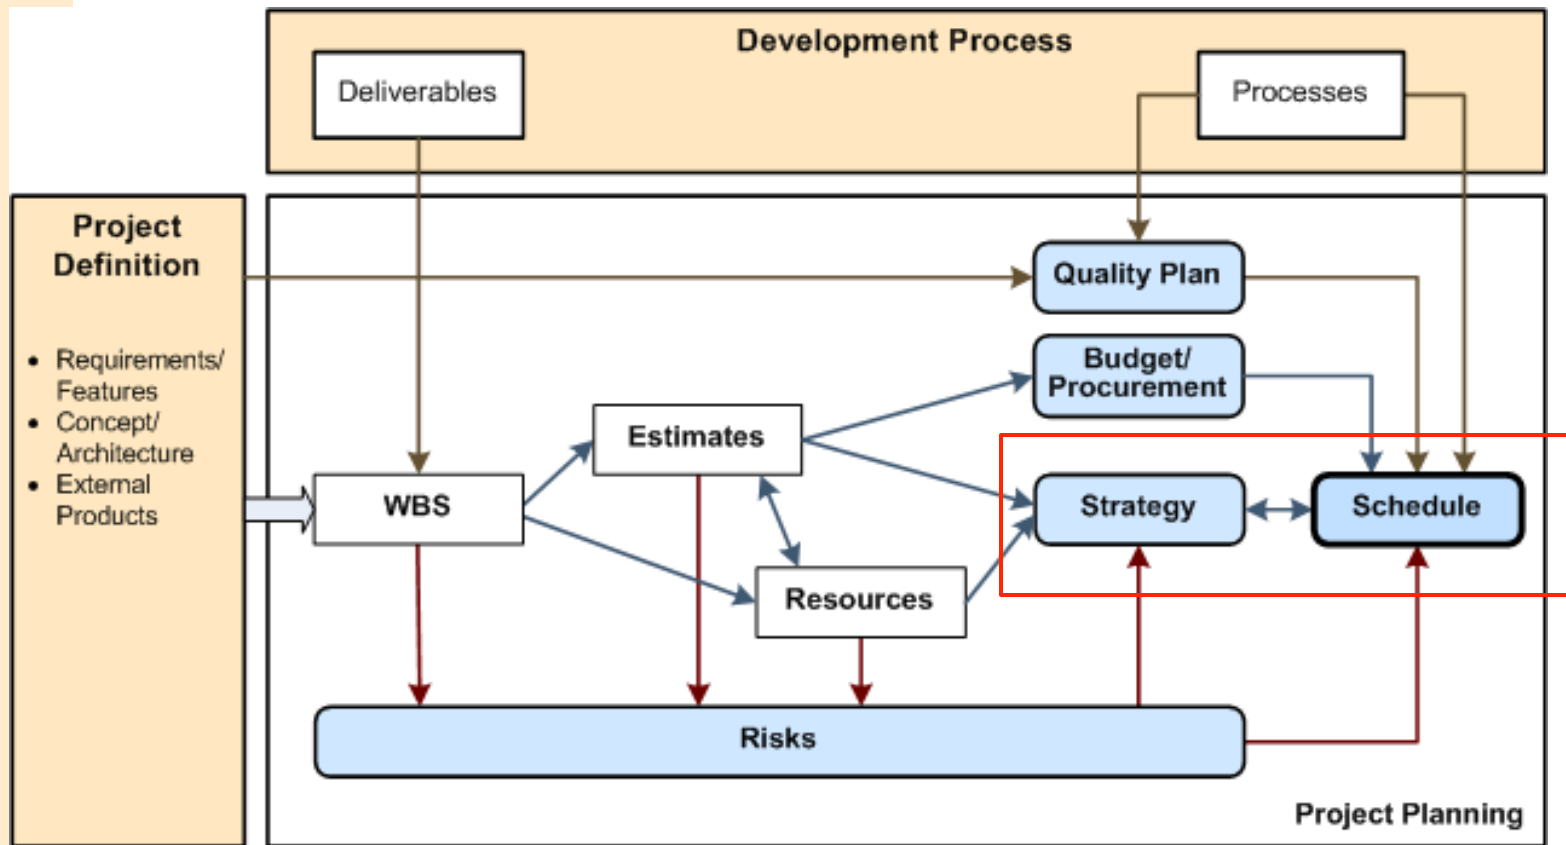 Development Process
Deliverables
Processes
Project
Definition
• Requirements/
Features
• Concept/
Architecture
• External
Products
Quality Plan
Budget/
Procurement
Estimates
WBS
Strategy
Schedule
Resources
Risks
Project Planning